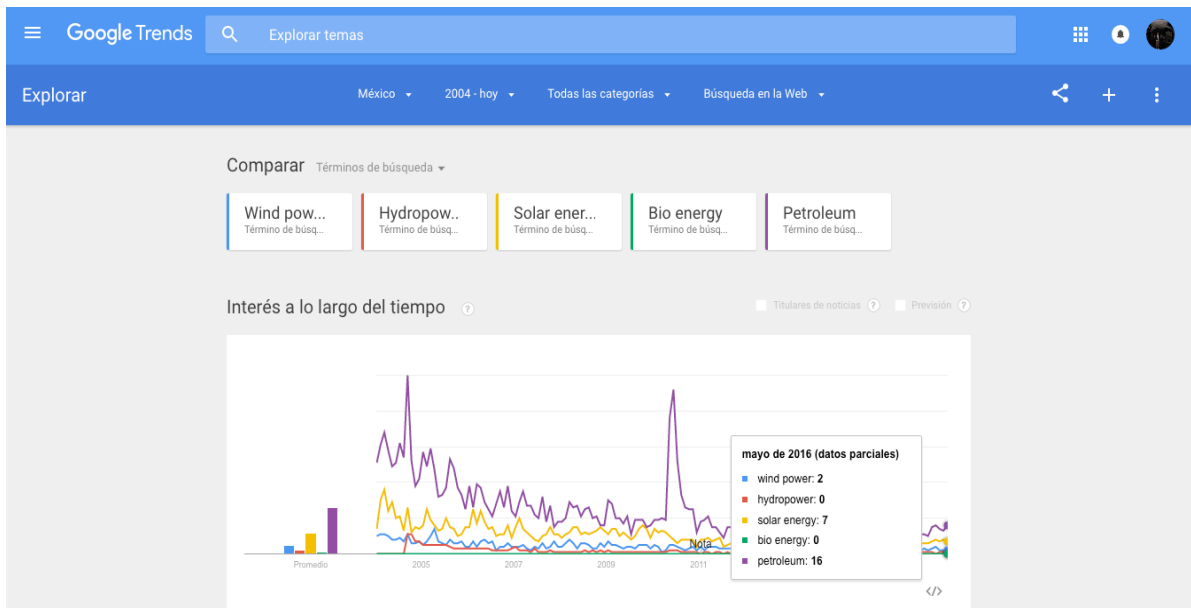 Google Trends
Explorar temas
Explorar
México
2004 - hoy
Todas las categorías
Búsqueda en la Web
Comparar
Términos de búsqueda
Wind pow...
Término de búsq...
Hydropow..
Término de búsq...
Solar ener...
Término de búsq...
Bio energy
Término de búsq...
Petroleum
Término de búsq...
Interés a lo largo del tiempo
?
Titulares de noticias
?
Previsión
?
mayo de 2016 (datos parciales)
wind power: 2
hydropower: 0
solar energy: 7
bio energy: 0
petroleum: 16
Nota
Promedio
2005
2007
2009
2011
</>